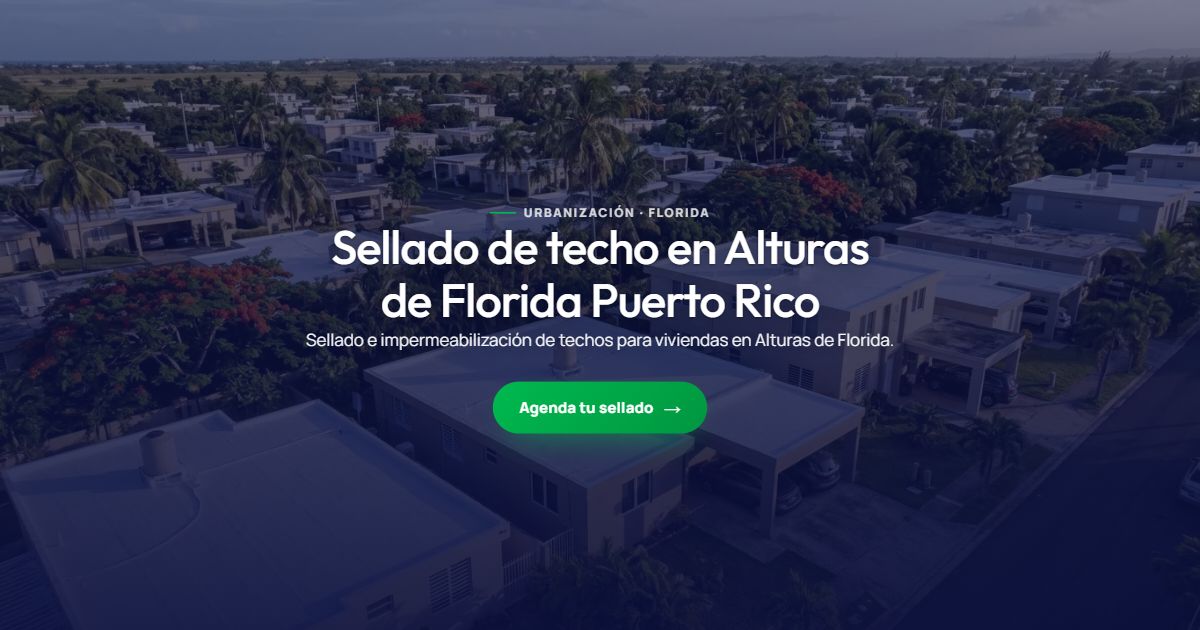 URBANIZACIÓN · FLORIDA
Sellado de techo en Alturas
de Florida Puerto Rico
Sellado e impermeabilización de techos para viviendas en Alturas de Florida.
Agenda tu sellado →